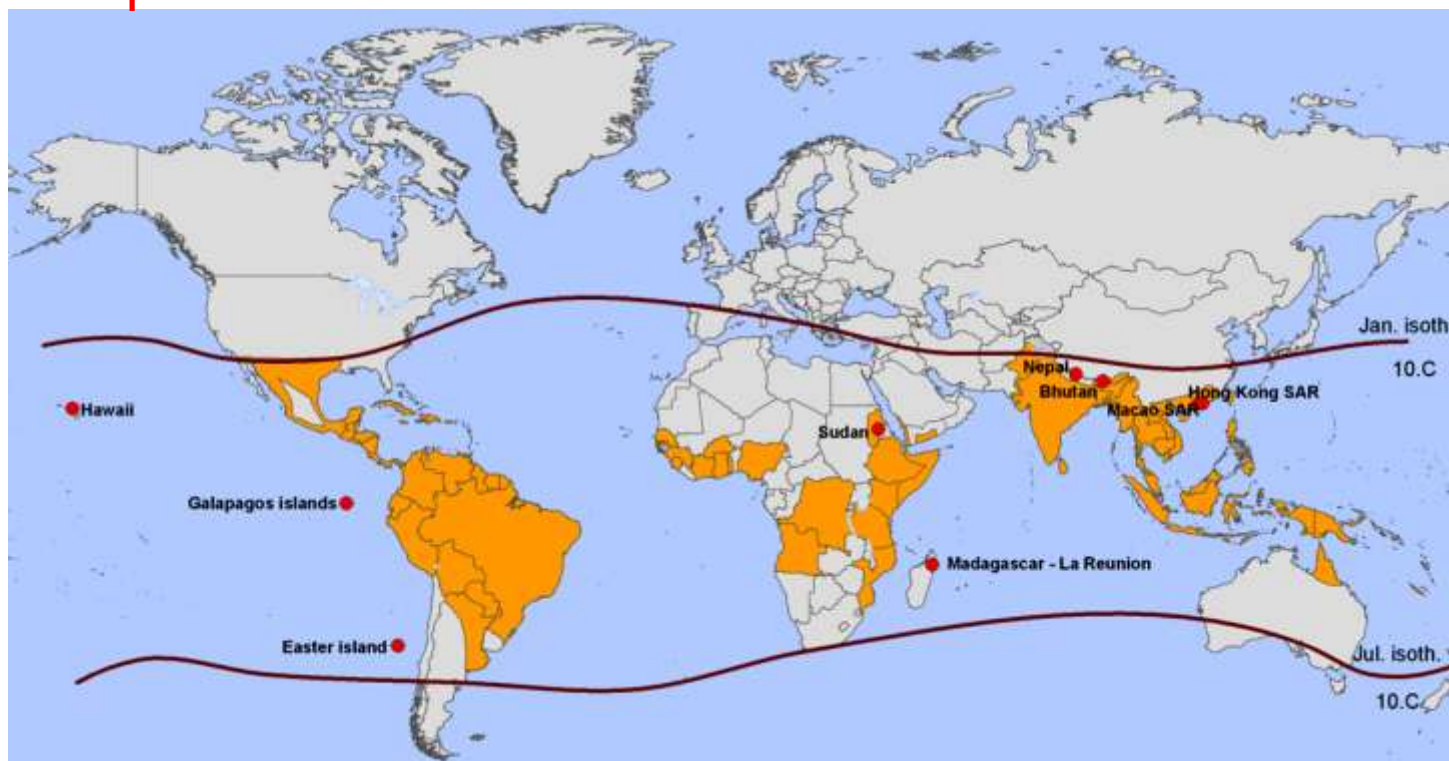 Jan. isoth.
10.C
Nepal
Bhutan
Hong Kong SAR
Macao SAR
Hawaii
Sudan
Galapagos islands
Madagascar - La Reunion
Easter island
Jul. isoth.
10.C